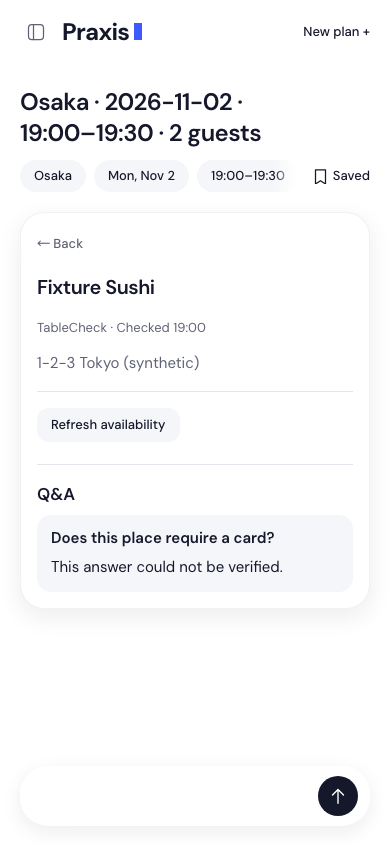 Praxis
New plan +
Osaka · 2026-11-02 ·
19:00–19:30 · 2 guests
Osaka
Mon, Nov 2
19:00–19:30
Saved
← Back
Fixture Sushi
TableCheck · Checked 19:00
1-2-3 Tokyo (synthetic)
Refresh availability
Q&A
Does this place require a card?
This answer could not be verified.